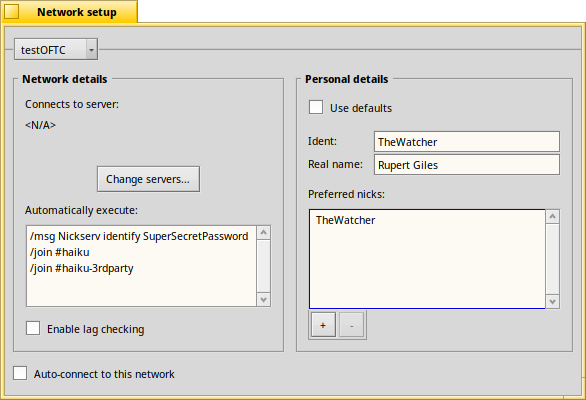 Network setup
testOFTC
Network details
Connects to server:
<N/A>
Change servers...
Automatically execute:
/msg Nickserv identify SuperSecretPassword
/join #haiku
/join #haiku-3rdparty
Enable lag checking
Personal details
Use defaults
Ident:
TheWatcher
Real name:
Rupert Giles
Preferred nicks:
TheWatcher
+
-
Auto-connect to this network